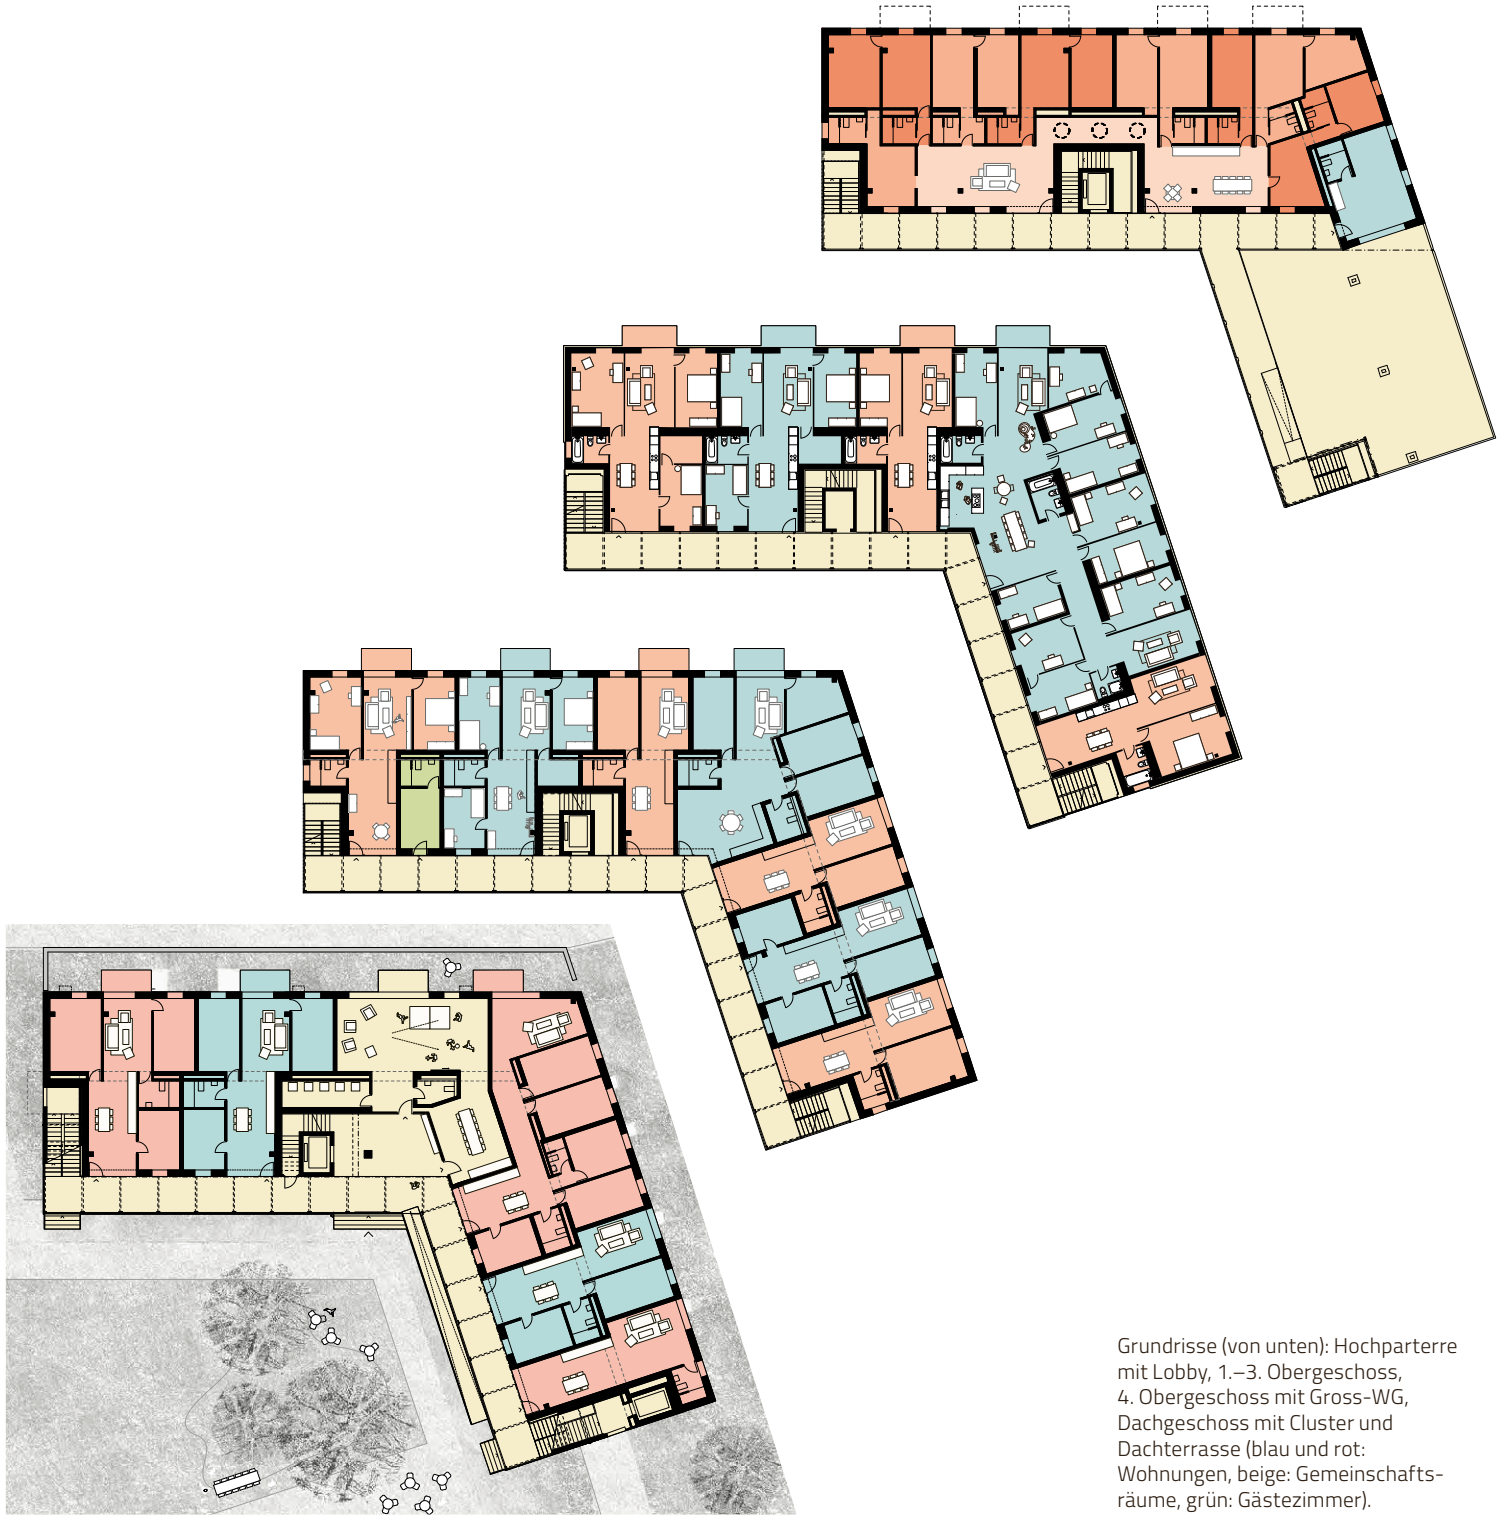 Grundrisse (von unten): Hochparterre
mit Lobby, 1.–3. Obergeschoss,
4. Obergeschoss mit Gross-WG,
Dachgeschoss mit Cluster und
Dachterrasse (blau und rot:
Wohnungen, beige: Gemeinschafts-
räume, grün: Gästezimmer).